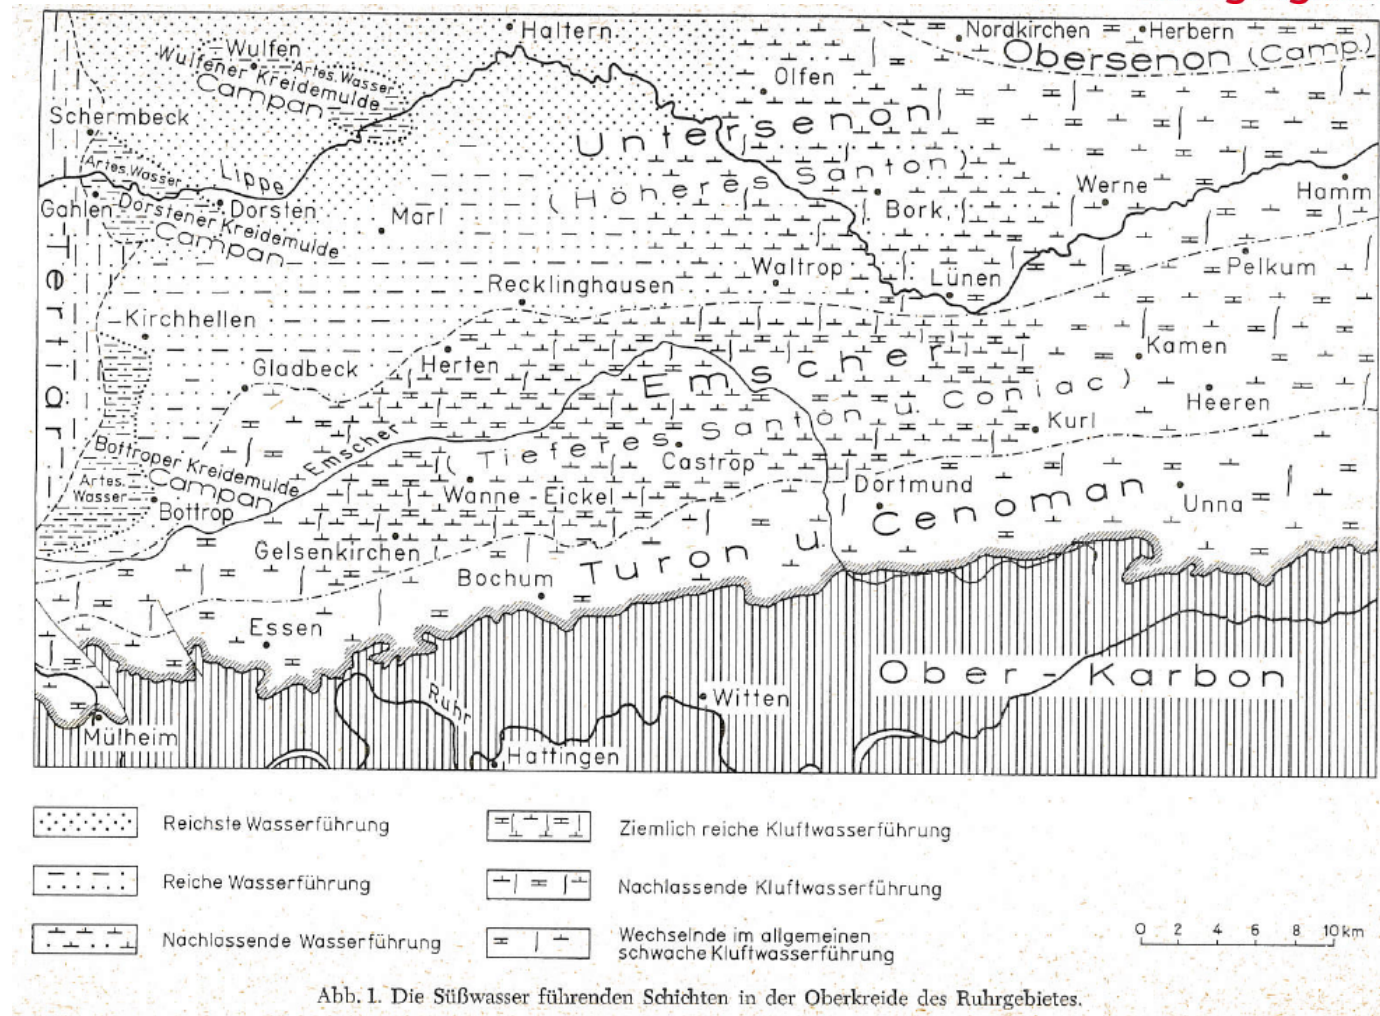 Haltern
Nordkirchen
Herbern
Obersenon (Camp.)
Wulfen
Artes. Wasser
Wulfener Kreidemulde
Campan
Olfen
Schermbeck
Untersenon
(Höheres Santon)
Artes. Wasser
Lippe
Werne
Hamm
Gahlen
Dorstener Kreidemulde
Campan
Dorsten
Marl
Bork
Tertiär
Waltrop
Lünen
Pelkum
Recklinghausen
Kirchhellen
Gladbeck
Herten
Emscher
Kamen
(Tieferes Santon u. Coniac)
Heeren
Kurl
Emscher
Castrop
Bottroper Kreidemulde
Campan
Artes.
Wasser
Wanne-Eickel
Dortmund
Unna
Bottrop
Gelsenkirchen
Turon u. Cenoman
Bochum
Essen
Ober-Karbon
Ruhr
Witten
Mülheim
Hattingen
Reichste Wasserführung
Reiche Wasserführung
Nachlassende Wasserführung
Ziemlich reiche Kluftwasserführung
Nachlassende Kluftwasserführung
Wechselnde im allgemeinen
schwache Kluftwasserführung
0 2 4 6 8 10 km
Abb. 1. Die Süßwasser führenden Schichten in der Oberkreide des Ruhrgebietes.